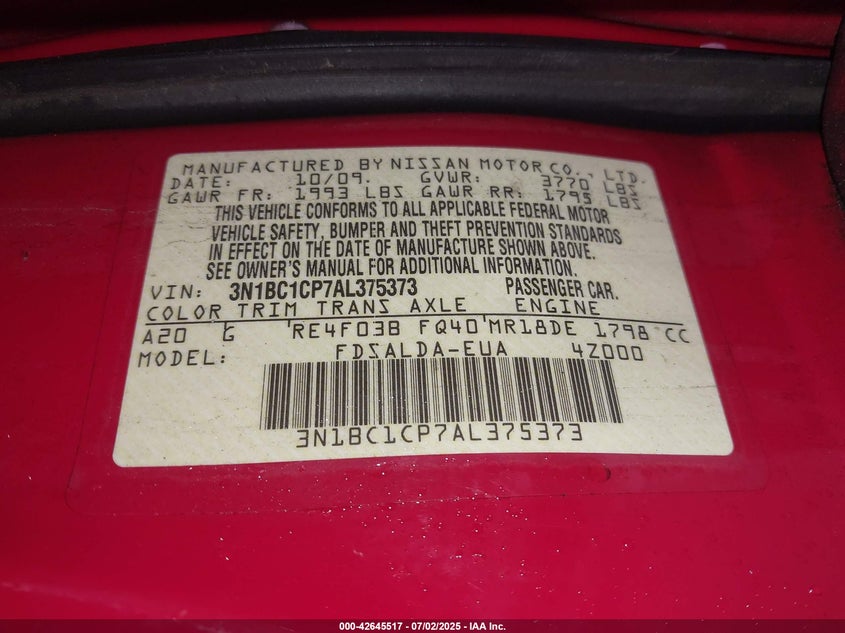 MANUFACTURED BY NISSAN MOTOR CO., LTD.
DATE: 10/09. GVWR: 3770 LBS
GAWR FR: 1993 LBS GAWR RR: 1795 LBS
THIS VEHICLE CONFORMS TO ALL APPLICABLE FEDERAL MOTOR
VEHICLE SAFETY, BUMPER AND THEFT PREVENTION STANDARDS
IN EFFECT ON THE DATE OF MANUFACTURE SHOWN ABOVE.
SEE OWNER'S MANUAL FOR ADDITIONAL INFORMATION.
VIN: 3N1BC1CP7AL375373 PASSENGER CAR.
COLOR TRIM TRANS AXLE ENGINE
A20 G RE4F03B FQ40 MR18DE 1798 CC
MODEL: FDSALDA-EUA 4Z000
3N1BC1CP7AL375373
000-42645517 - 07/02/2025 - IAA Inc.